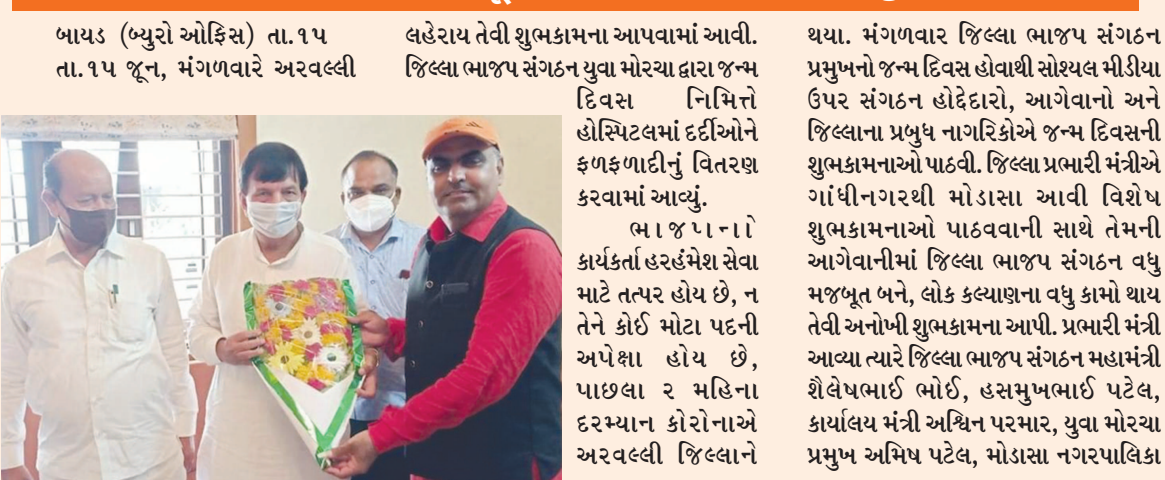 બાયડ (બ્યુરો ઓફિસ) તા.૧૫
તા.૧૫ જૂન, મંગળવારે અરવલ્લી
લહેરાય તેવી શુભકામના આપવામાં આવી.
જિલ્લા ભાજપ સંગઠન યુવા મોરચા દ્વારા જન્મ
દિવસ નિમિત્તે
હોસ્પિટલમાં દર્દીઓને
ફળફળાદીનું વિતરણ
કરવામાં આવ્યું.
ભાજપનાે
કાર્યકર્તા હરહંમેશ સેવા
માટે તત્પર હોય છે, ન
તેને કોઈ મોટા પદની
અપેક્ષા હોય છે,
પાછલા ૨ મહિના
દરમ્યાન કોરોનાએ
અરવલ્લી જિલ્લાને
થયા. મંગળવાર જિલ્લા ભાજપ સંગઠન
પ્રમુખનો જન્મ દિવસ હોવાથી સોશ્યલ મીડીયા
ઉપર સંગઠન હોદ્દેદારો, આગેવાનો અને
જિલ્લાના પ્રબુધ નાગરિકોએ જન્મ દિવસની
શુભકામનાઓ પાઠવી. જિલ્લા પ્રભારી મંત્રીએ
ગાંધીનગરથી મોડાસા આવી વિશેષ
શુભકામનાઓ પાઠવવાની સાથે તેમની
આગેવાનીમાં જિલ્લા ભાજપ સંગઠન વધુ
મજબૂત બને, લોક કલ્યાણના વધુ કામો થાય
તેવી અનોખી શુભકામના આપી. પ્રભારી મંત્રી
આવ્યા ત્યારે જિલ્લા ભાજપ સંગઠન મહામંત્રી
શૈલેષભાઈ ભોઈ, હસમુખભાઈ પટેલ,
કાર્યાલય મંત્રી અશ્વિન પરમાર, યુવા મોરચા
પ્રમુખ અમિષ પટેલ, મોડાસા નગરપાલિકા